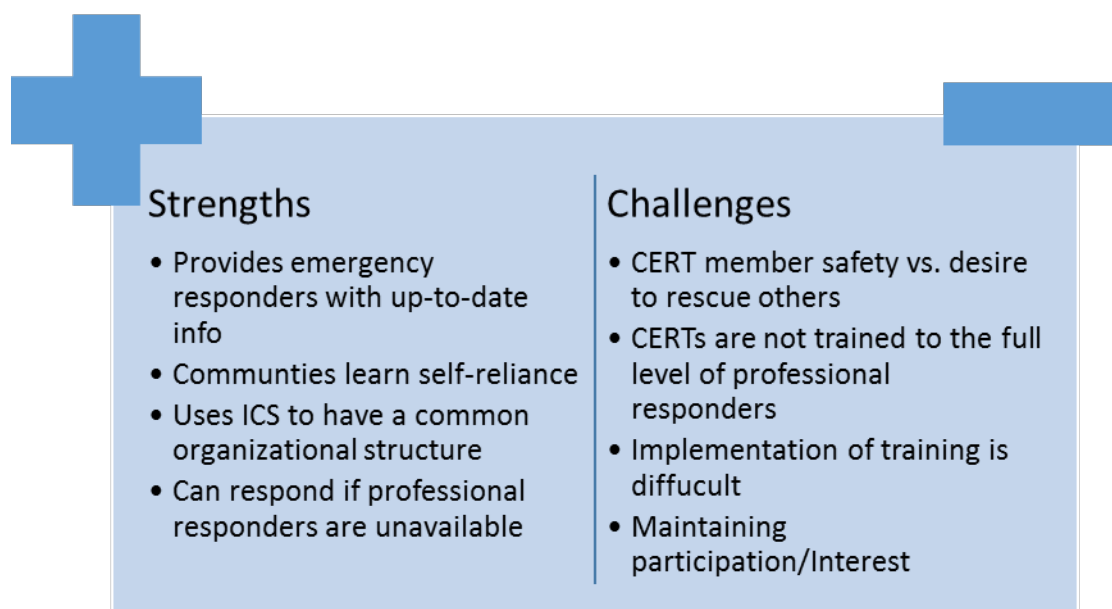 Strengths
• Provides emergency
responders with up-to-date
info
• Communties learn self-reliance
• Uses ICS to have a common
organizational structure
• Can respond if professional
responders are unavailable
Challenges
• CERT member safety vs. desire
to rescue others
• CERTs are not trained to the full
level of professional
responders
• Implementation of training is
diffucult
• Maintaining
participation/Interest